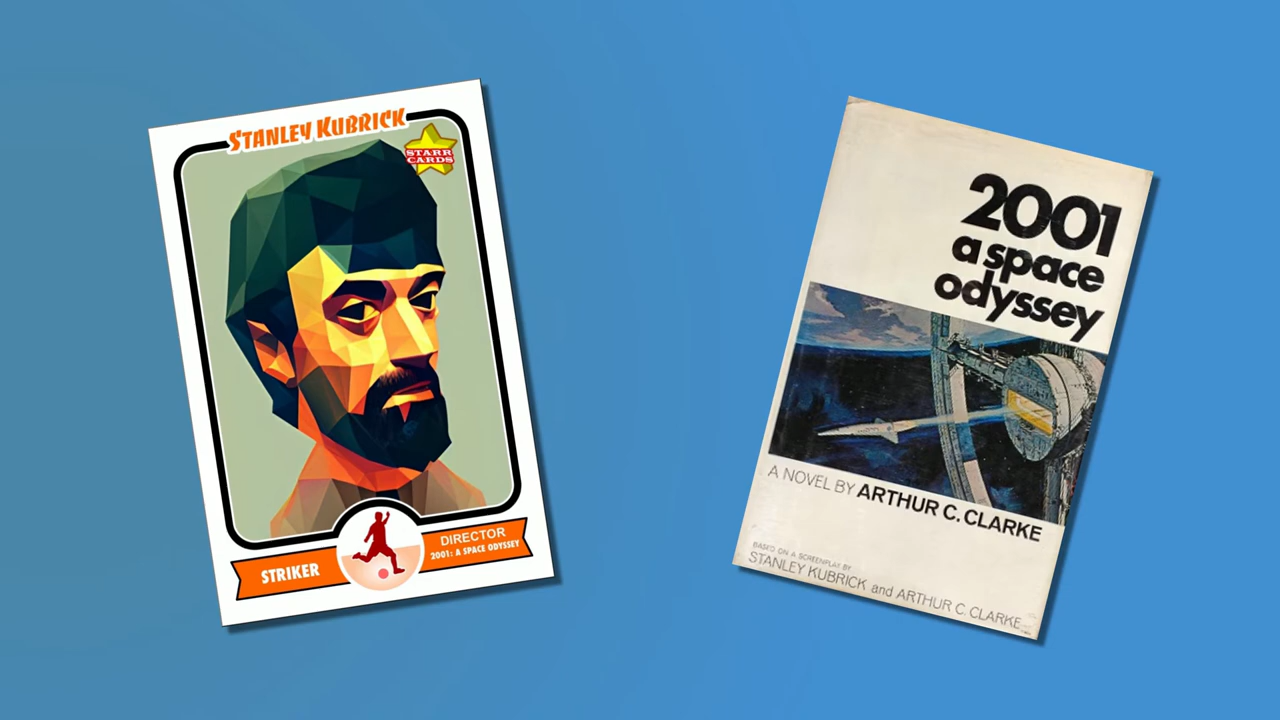 STANLEY KUBRICK
STARR
CARDS
STRIKER
DIRECTOR
2001: A SPACE ODYSSEY
2001
a space
odyssey
A NOVEL BY ARTHUR C. CLARKE
BASED ON A SCREENPLAY BY
STANLEY KUBRICK and ARTHUR C. CLARKE